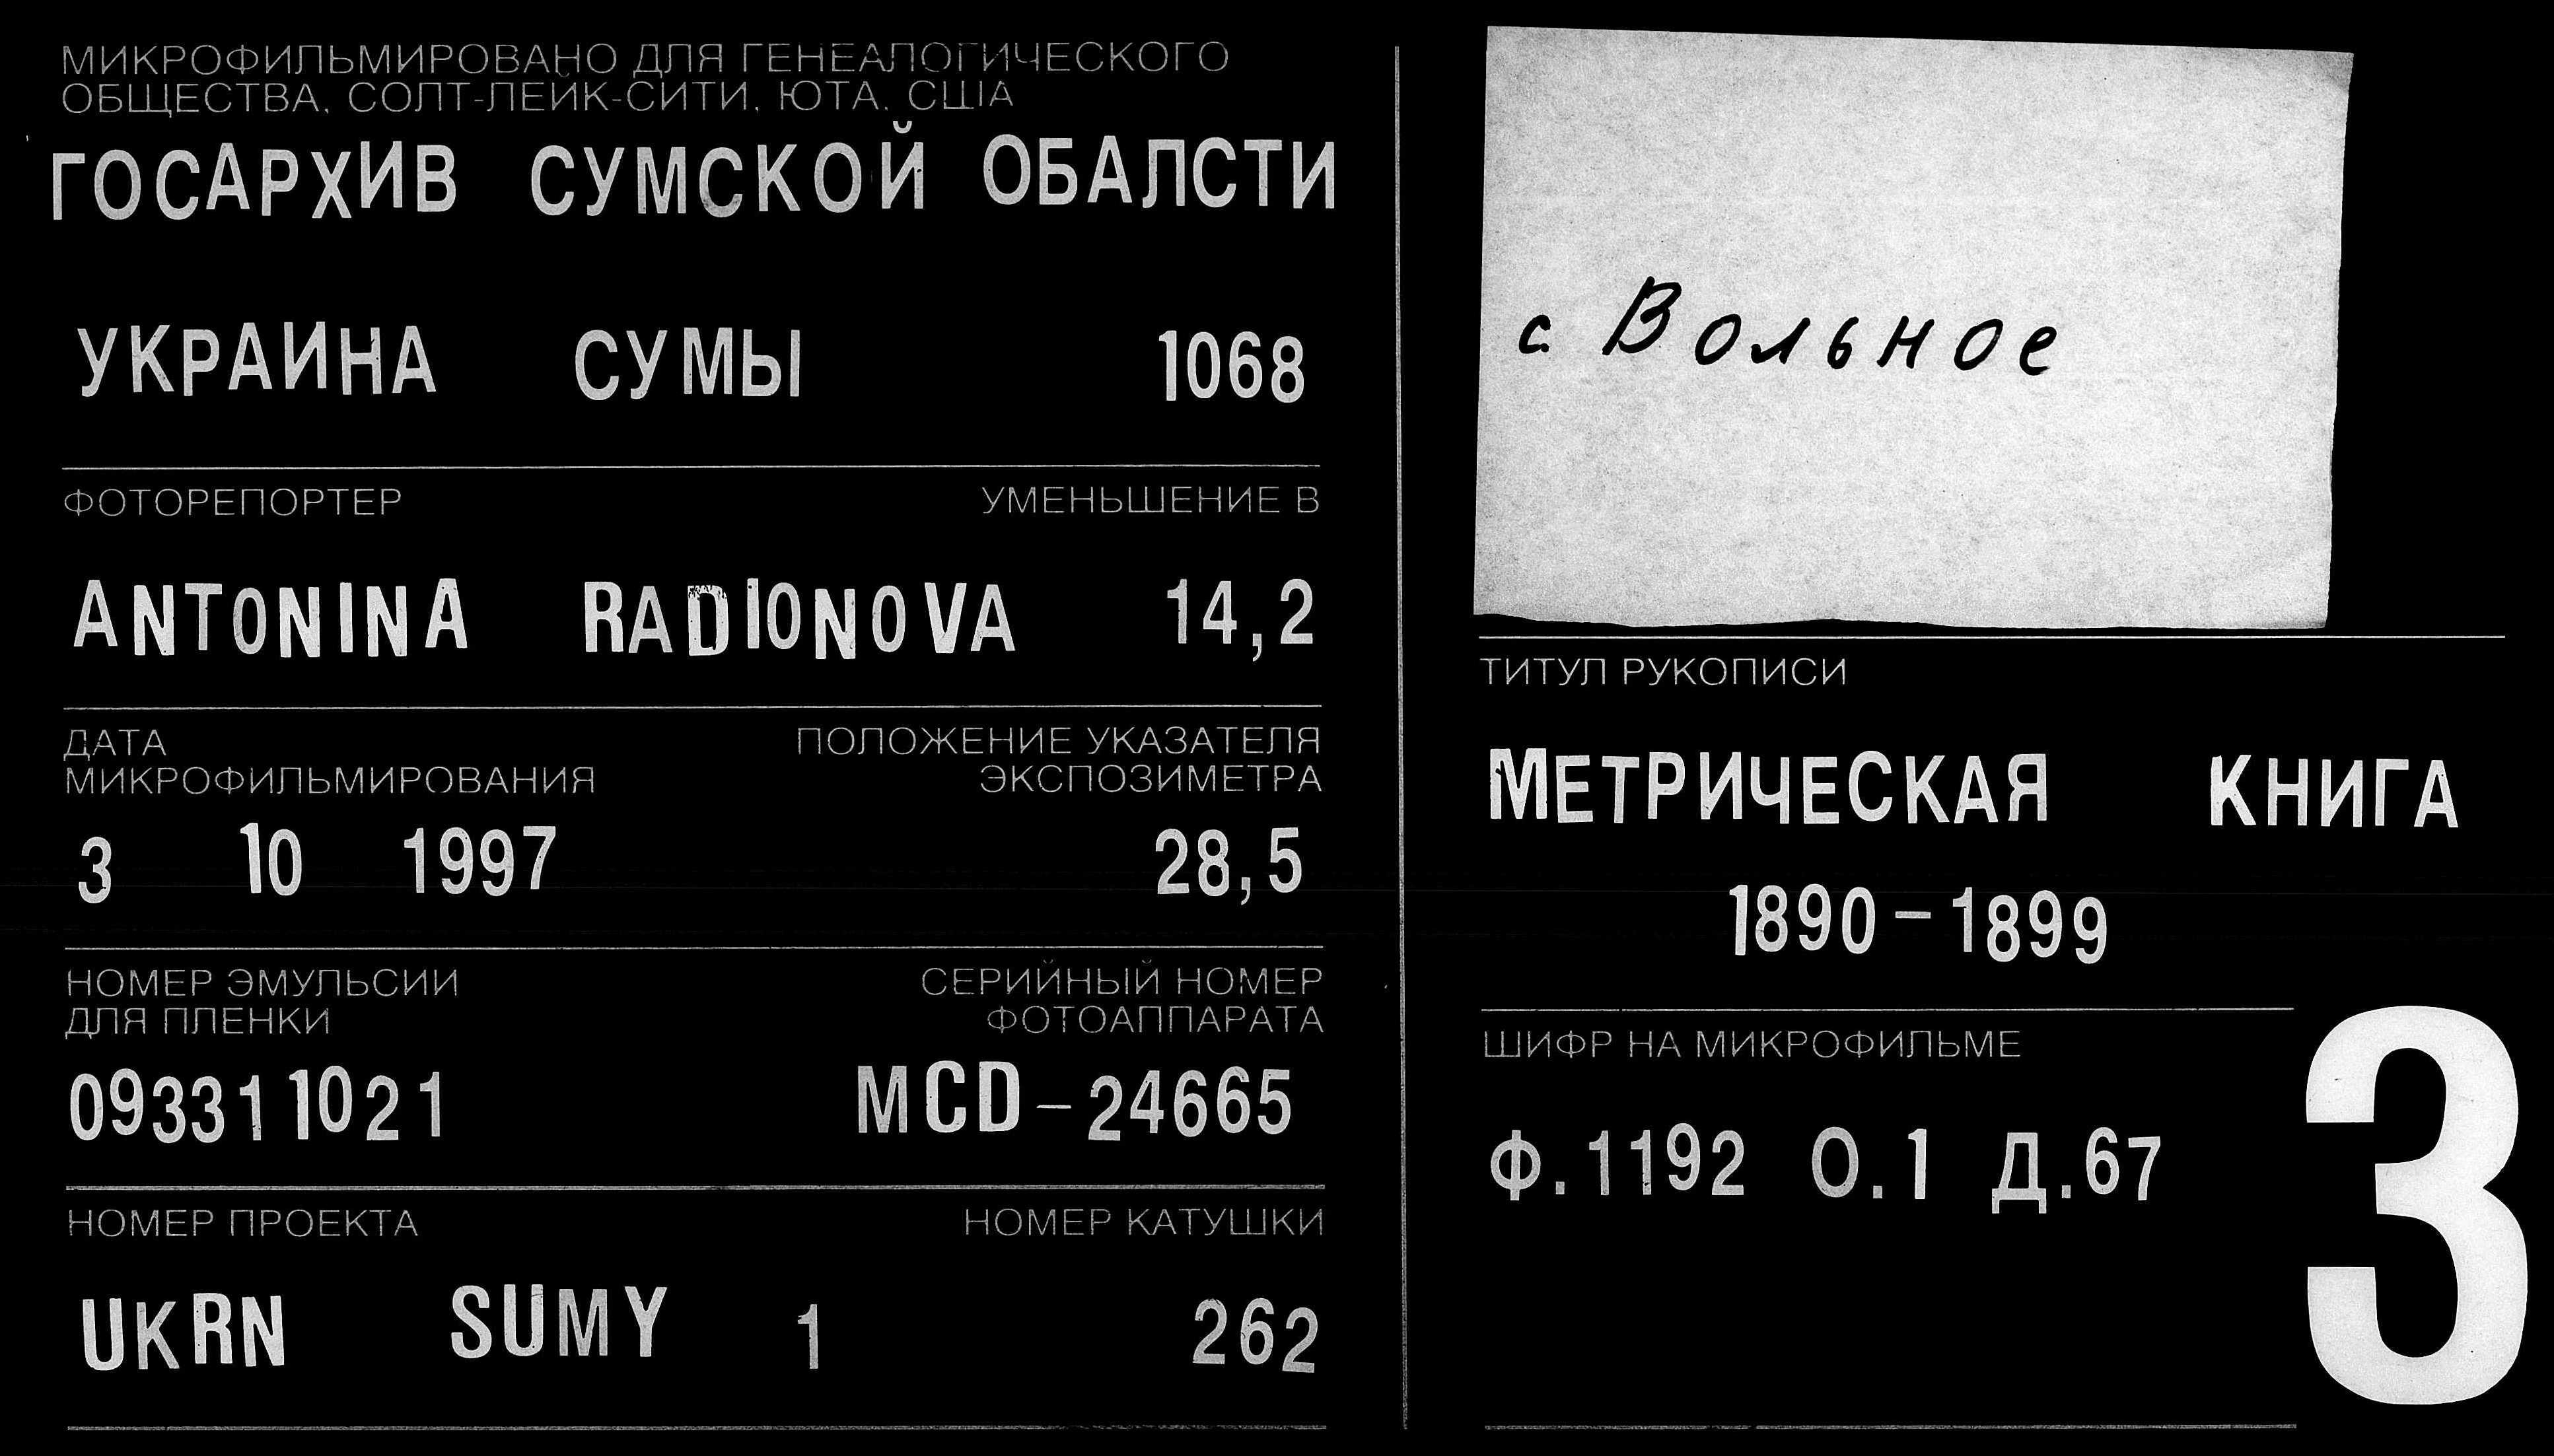 МИКРОФИЛЬМИРОВАНО ДЛЯ ГЕНЕАЛОГИЧЕСКОГО
ОБЩЕСТВА, СОЛТ-ЛЕЙК-СИТИ, ЮТА, США
ГОСАРХИВ СУМСКОЙ ОБАЛСТИ
УКРАИНА СУМЫ 1068
ФОТОРЕПОРТЕР УМЕНЬШЕНИЕ В
ANTONINA RADIONOVA 14,2
ДАТА
МИКРОФИЛЬМИРОВАНИЯ
ПОЛОЖЕНИЕ УКАЗАТЕЛЯ
ЭКСПОЗИМЕТРА
3 10 1997 28,5
НОМЕР ЭМУЛЬСИИ
ДЛЯ ПЛЕНКИ
СЕРИЙНЫЙ НОМЕР
ФОТОАППАРАТА
093311021 MCD-24665
НОМЕР ПРОЕКТА НОМЕР КАТУШКИ
UKRN SUMY 1 262
с. Вольное
ТИТУЛ РУКОПИСИ
МЕТРИЧЕСКАЯ КНИГА
1890-1899
ШИФР НА МИКРОФИЛЬМЕ
Ф.1192 О.1 Д.67
3